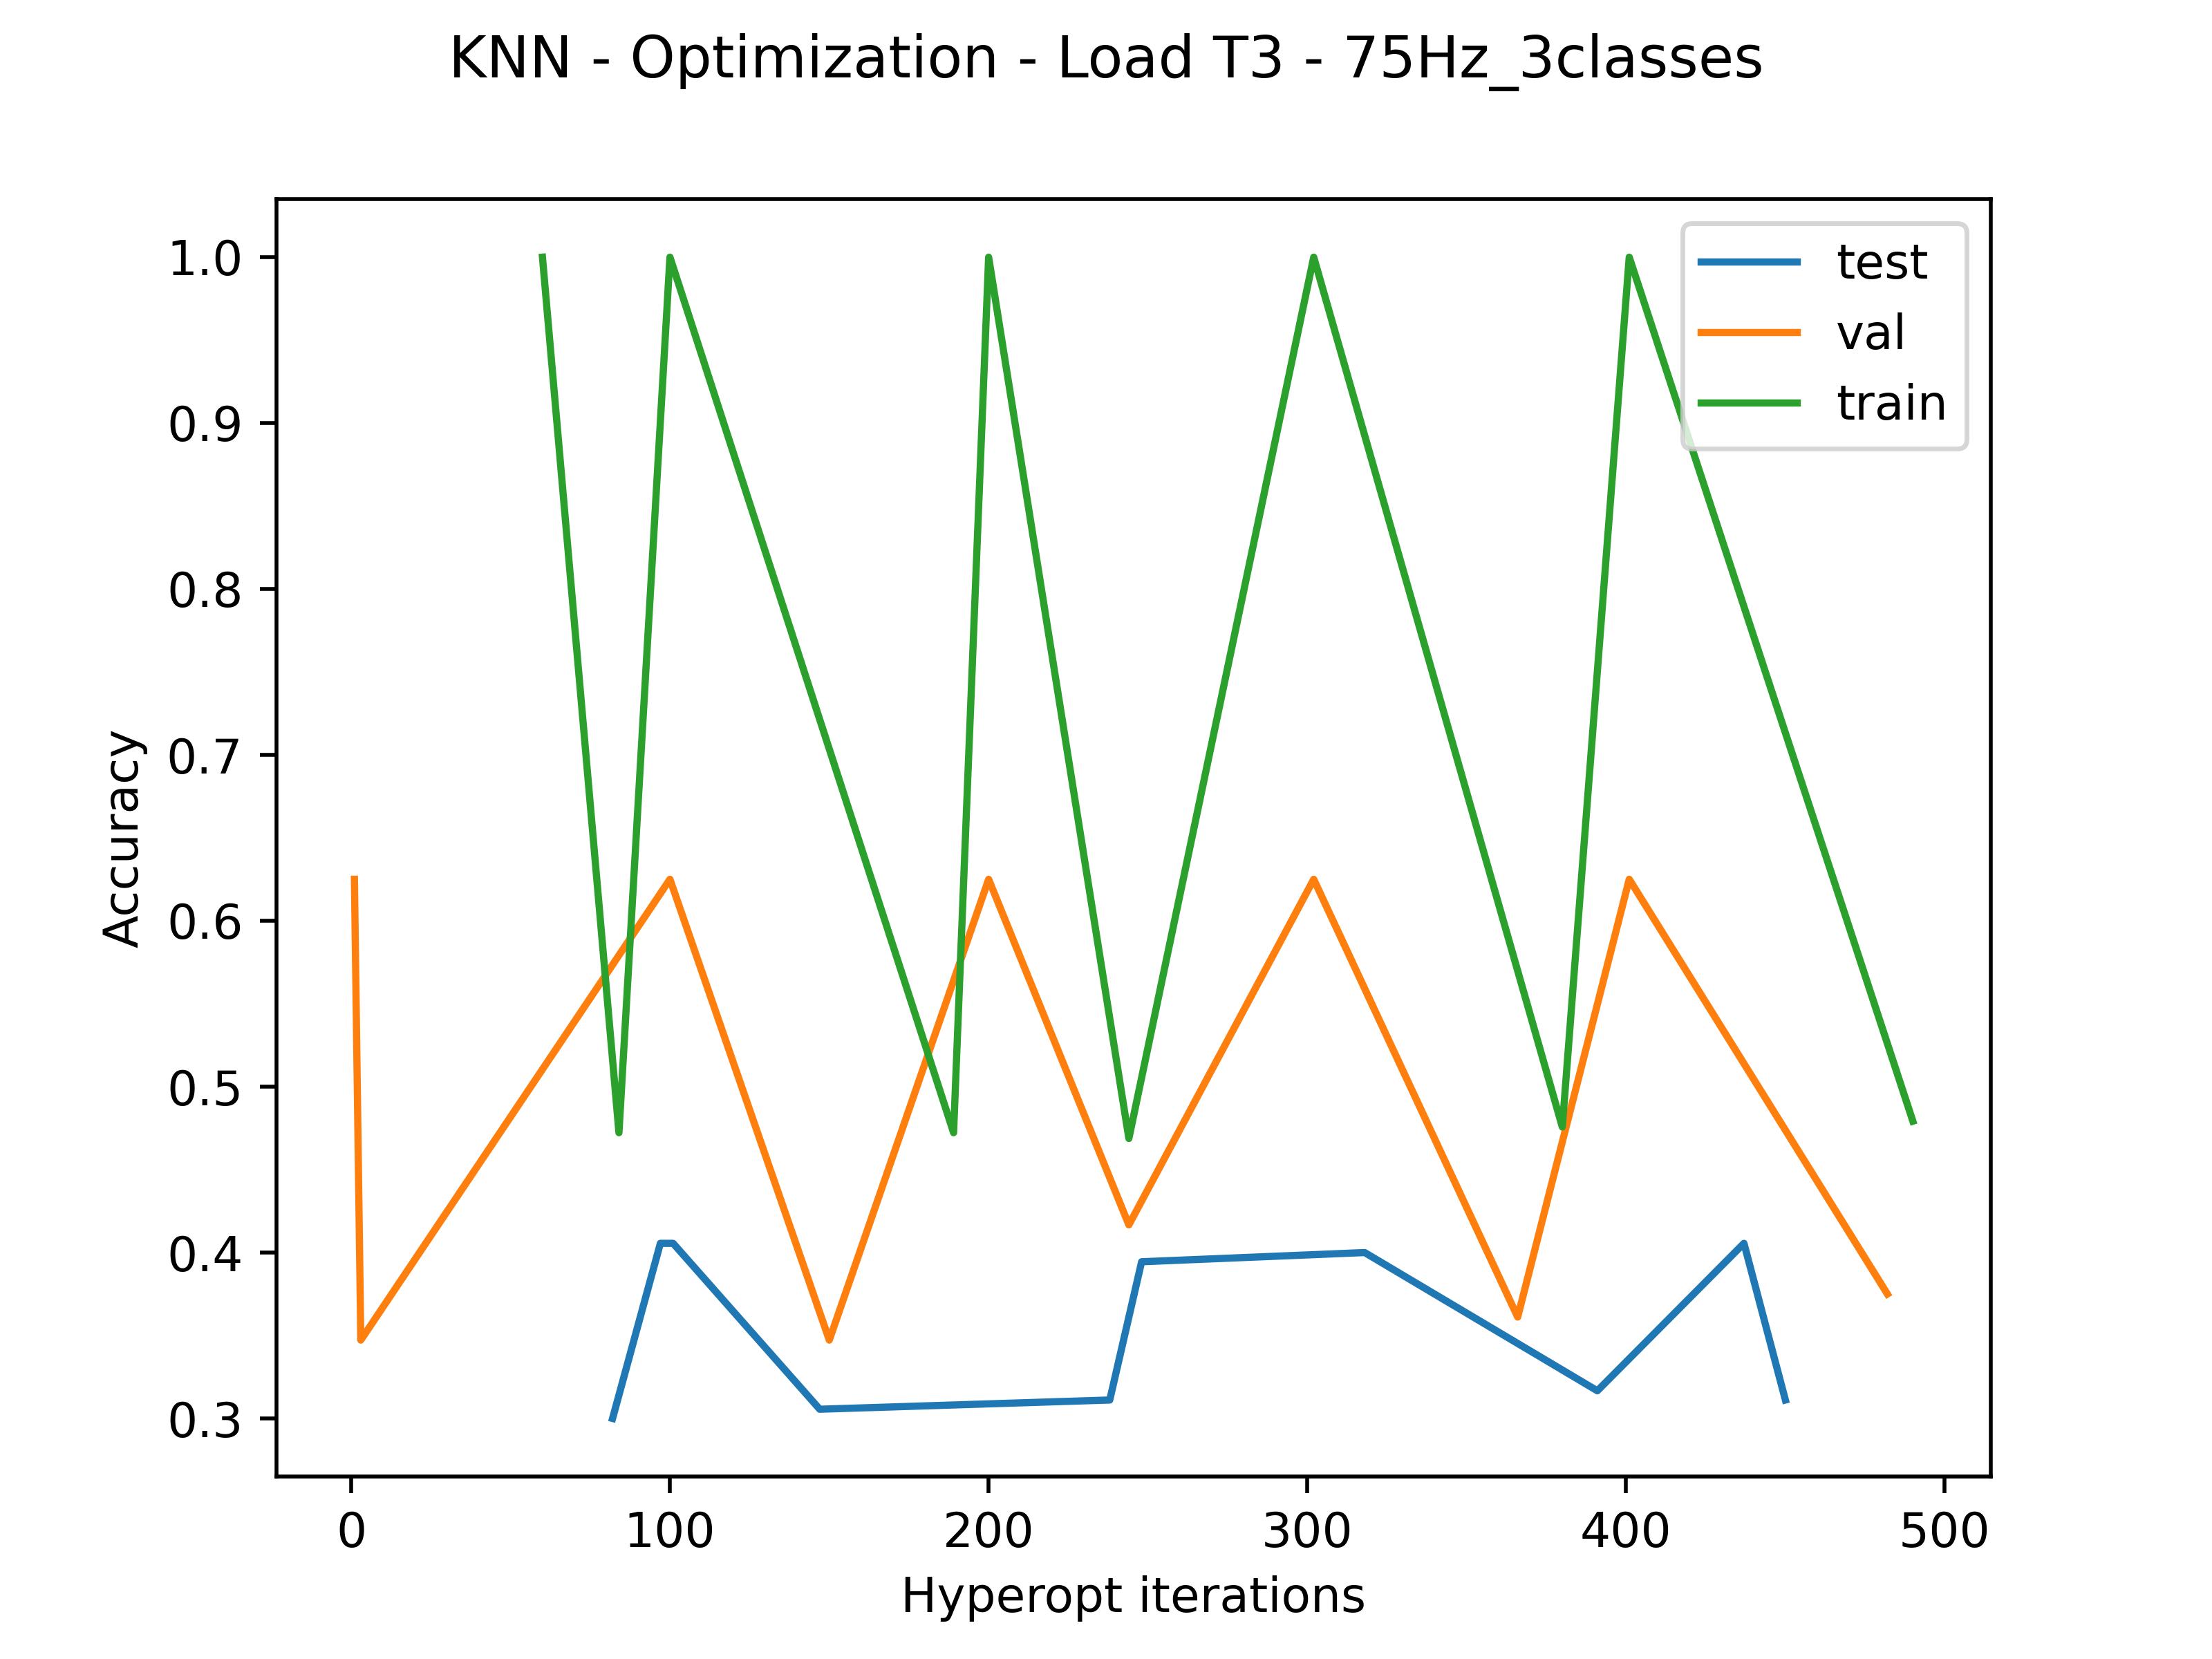 KNN - Optimization - Load T3 - 75Hz_3classes
1.0
0.9
0.8
0.7
0.6
0.5
0.4
0.3
Accuracy
test
val
train
0 100 200 300 400 500
Hyperopt iterations